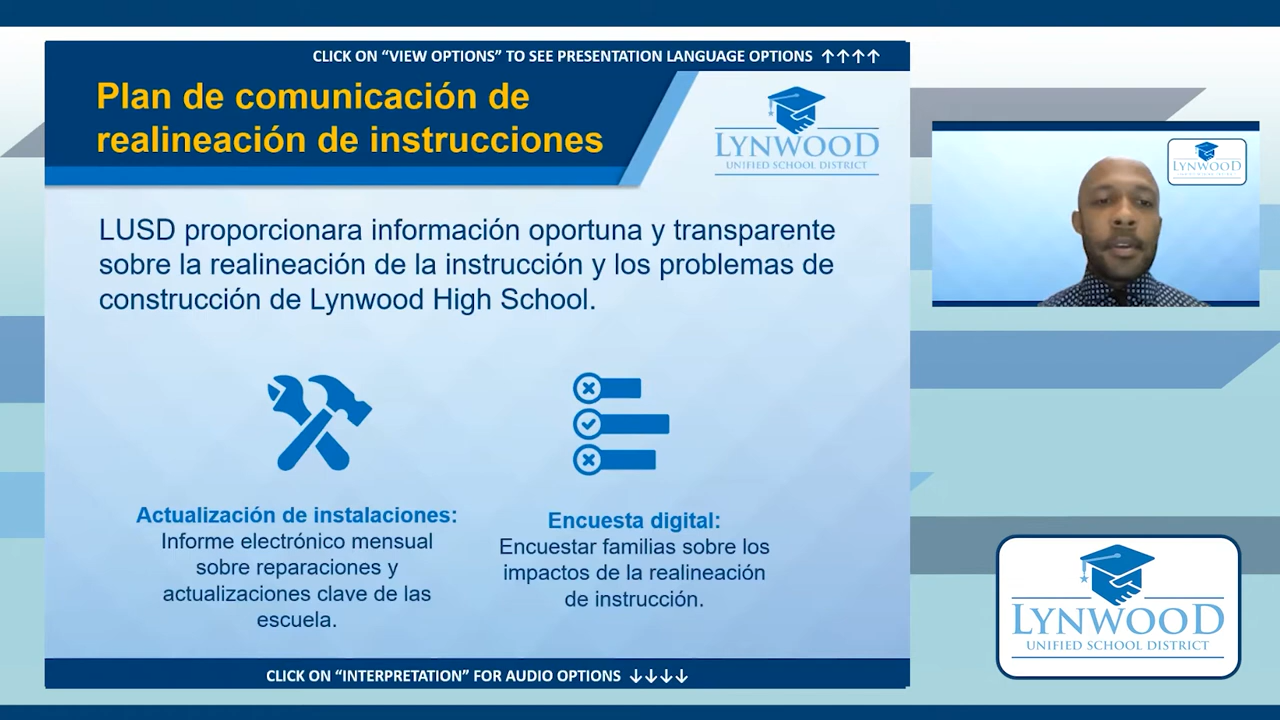 CLICK ON “VIEW OPTIONS” TO SEE PRESENTATION LANGUAGE OPTIONS ↑↑↑↑
Plan de comunicación de
realineación de instrucciones
LYNWOOD
UNIFIED SCHOOL DISTRICT
LUSD proporcionara información oportuna y transparente
sobre la realineación de la instrucción y los problemas de
construcción de Lynwood High School.
Actualización de instalaciones:
Informe electrónico mensual
sobre reparaciones y
actualizaciones clave de las
escuela.
Encuesta digital:
Encuestar familias sobre los
impactos de la realineación
de instrucción.
CLICK ON “INTERPRETATION” FOR AUDIO OPTIONS ↓↓↓↓
LYNWOOD
LYNWOOD
UNIFIED SCHOOL DISTRICT